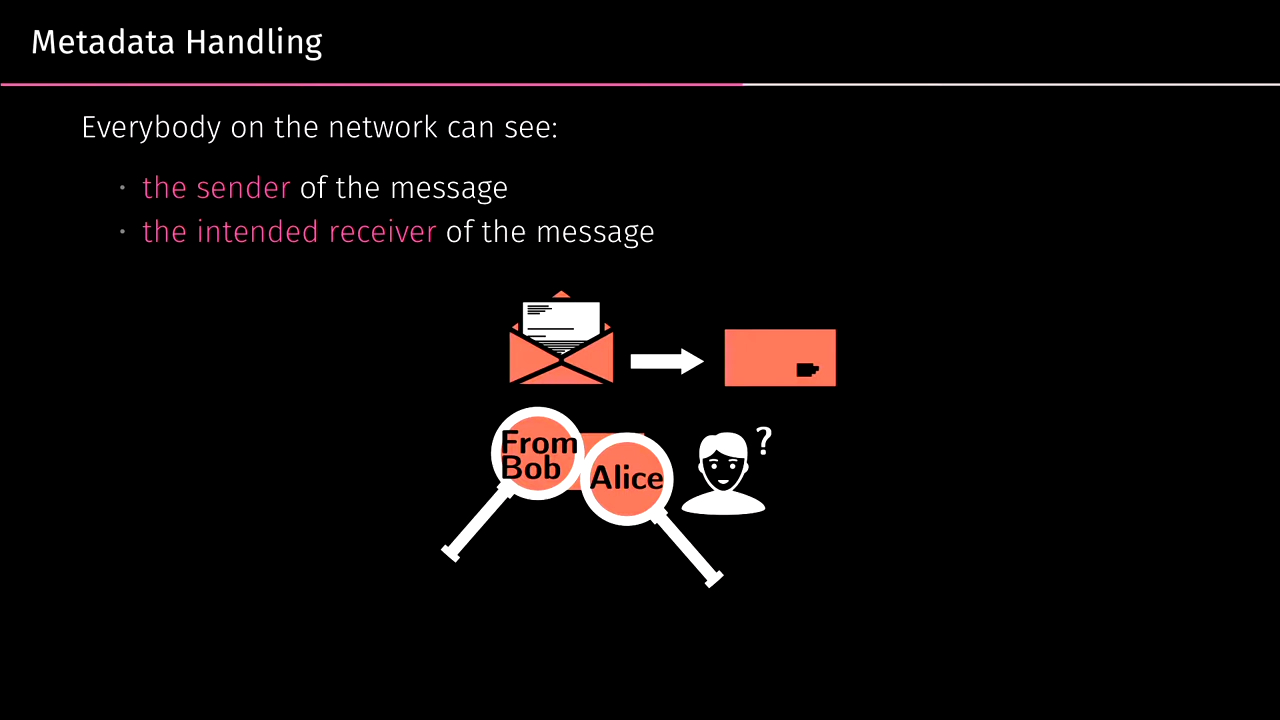 Metadata Handling
Everybody on the network can see:
• the sender of the message
• the intended receiver of the message
From
Bob
Alice
?